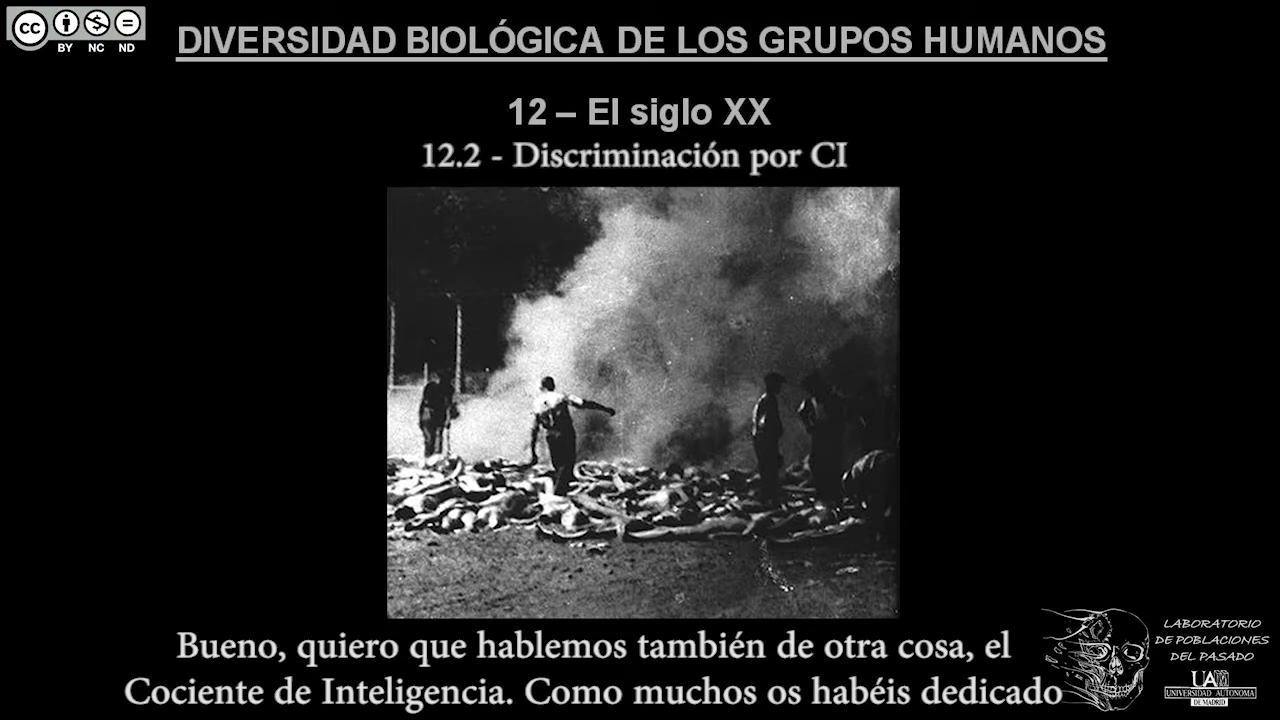 cc
BY NC ND
DIVERSIDAD BIOLÓGICA DE LOS GRUPOS HUMANOS
12 – El siglo XX
12.2 - Discriminación por CI
Bueno, quiero que hablemos también de otra cosa, el
Cociente de Inteligencia. Como muchos os habéis dedicado
LABORATORIO
DE POBLACIONES
DEL PASADO
UAM
UNIVERSIDAD AUTONOMA
DE MADRID